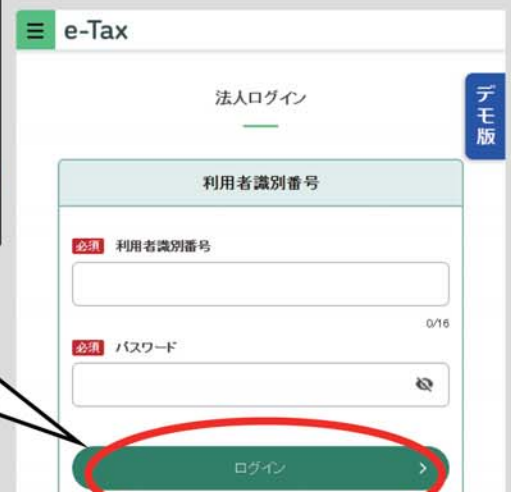 e-Tax
法人ログイン
デモ版
利用者識別番号
必須 利用者識別番号
0/16
必須 パスワード
ログイン